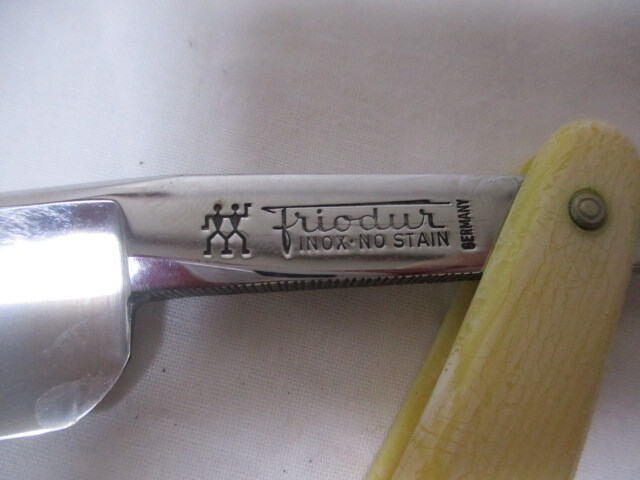 friodur
INOX·NO STAIN
GERMANY